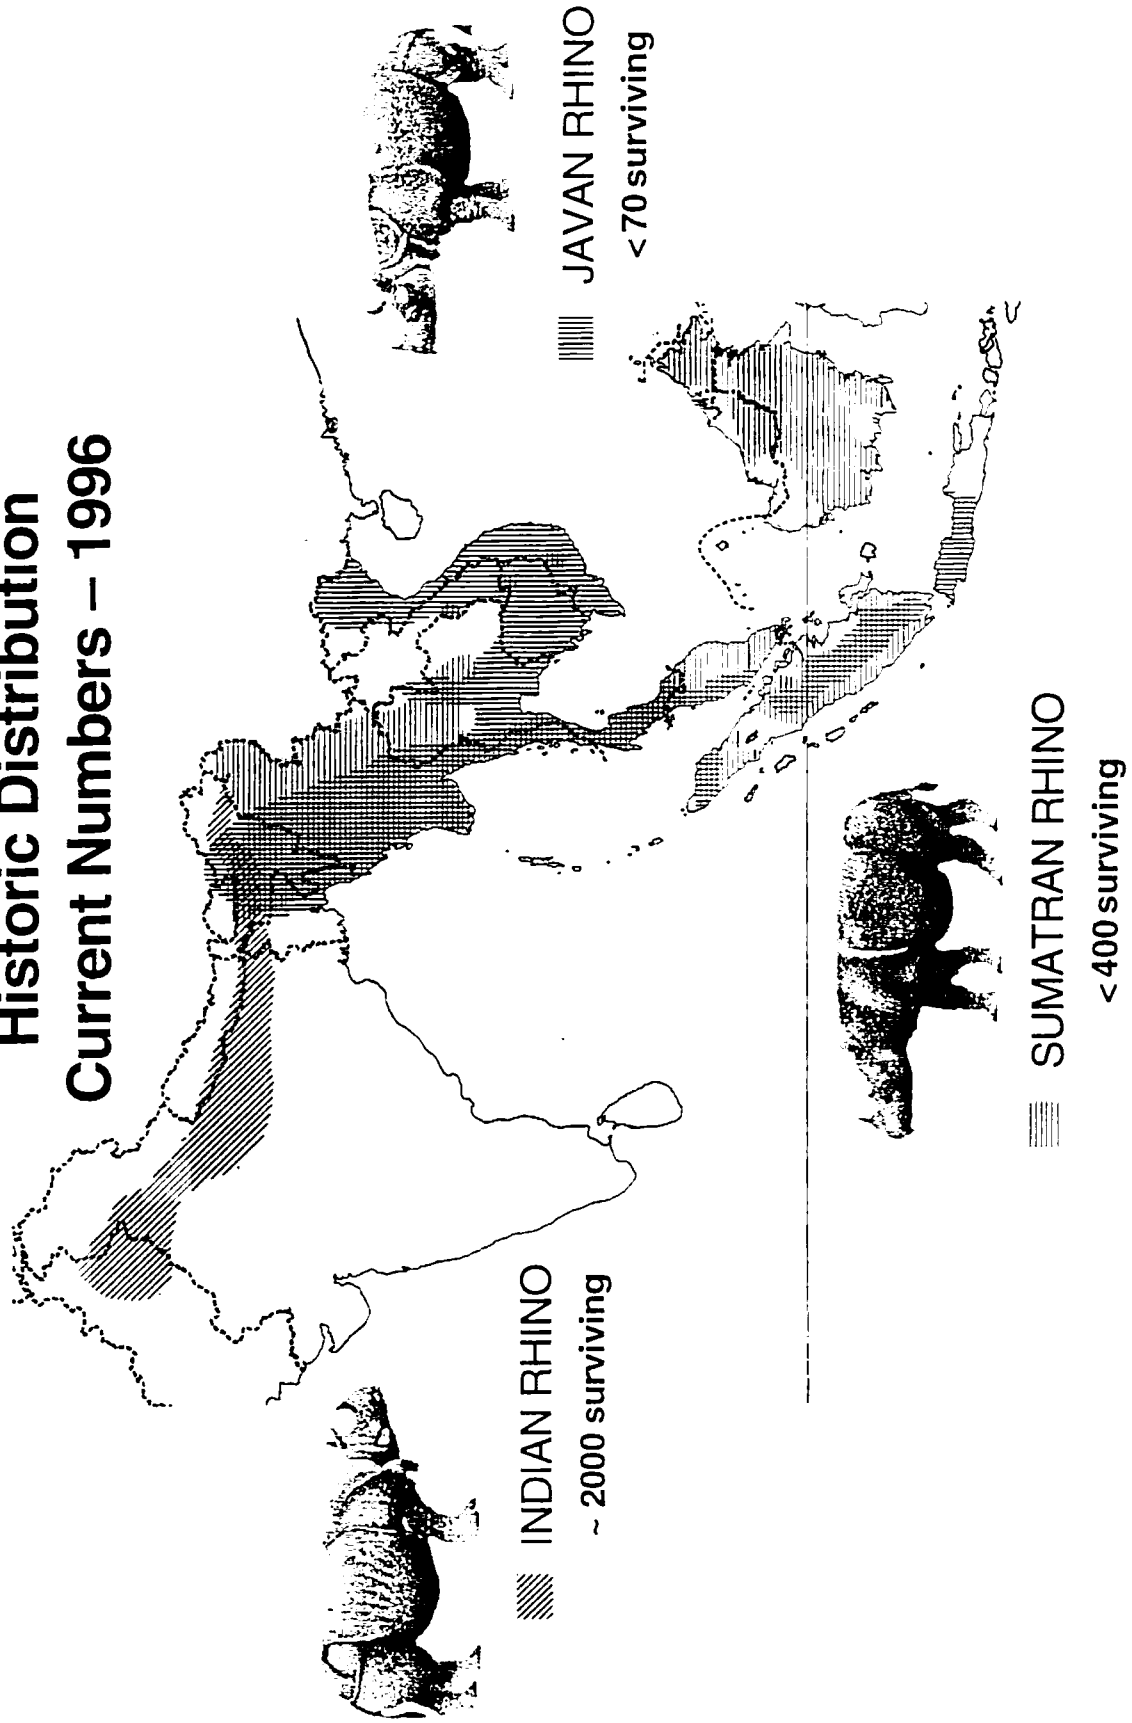 Historic Distribution
Current Numbers – 1996
JAVAN RHINO
<70 surviving
INDIAN RHINO
~ 2000 surviving
SUMATRAN RHINO
<400 surviving